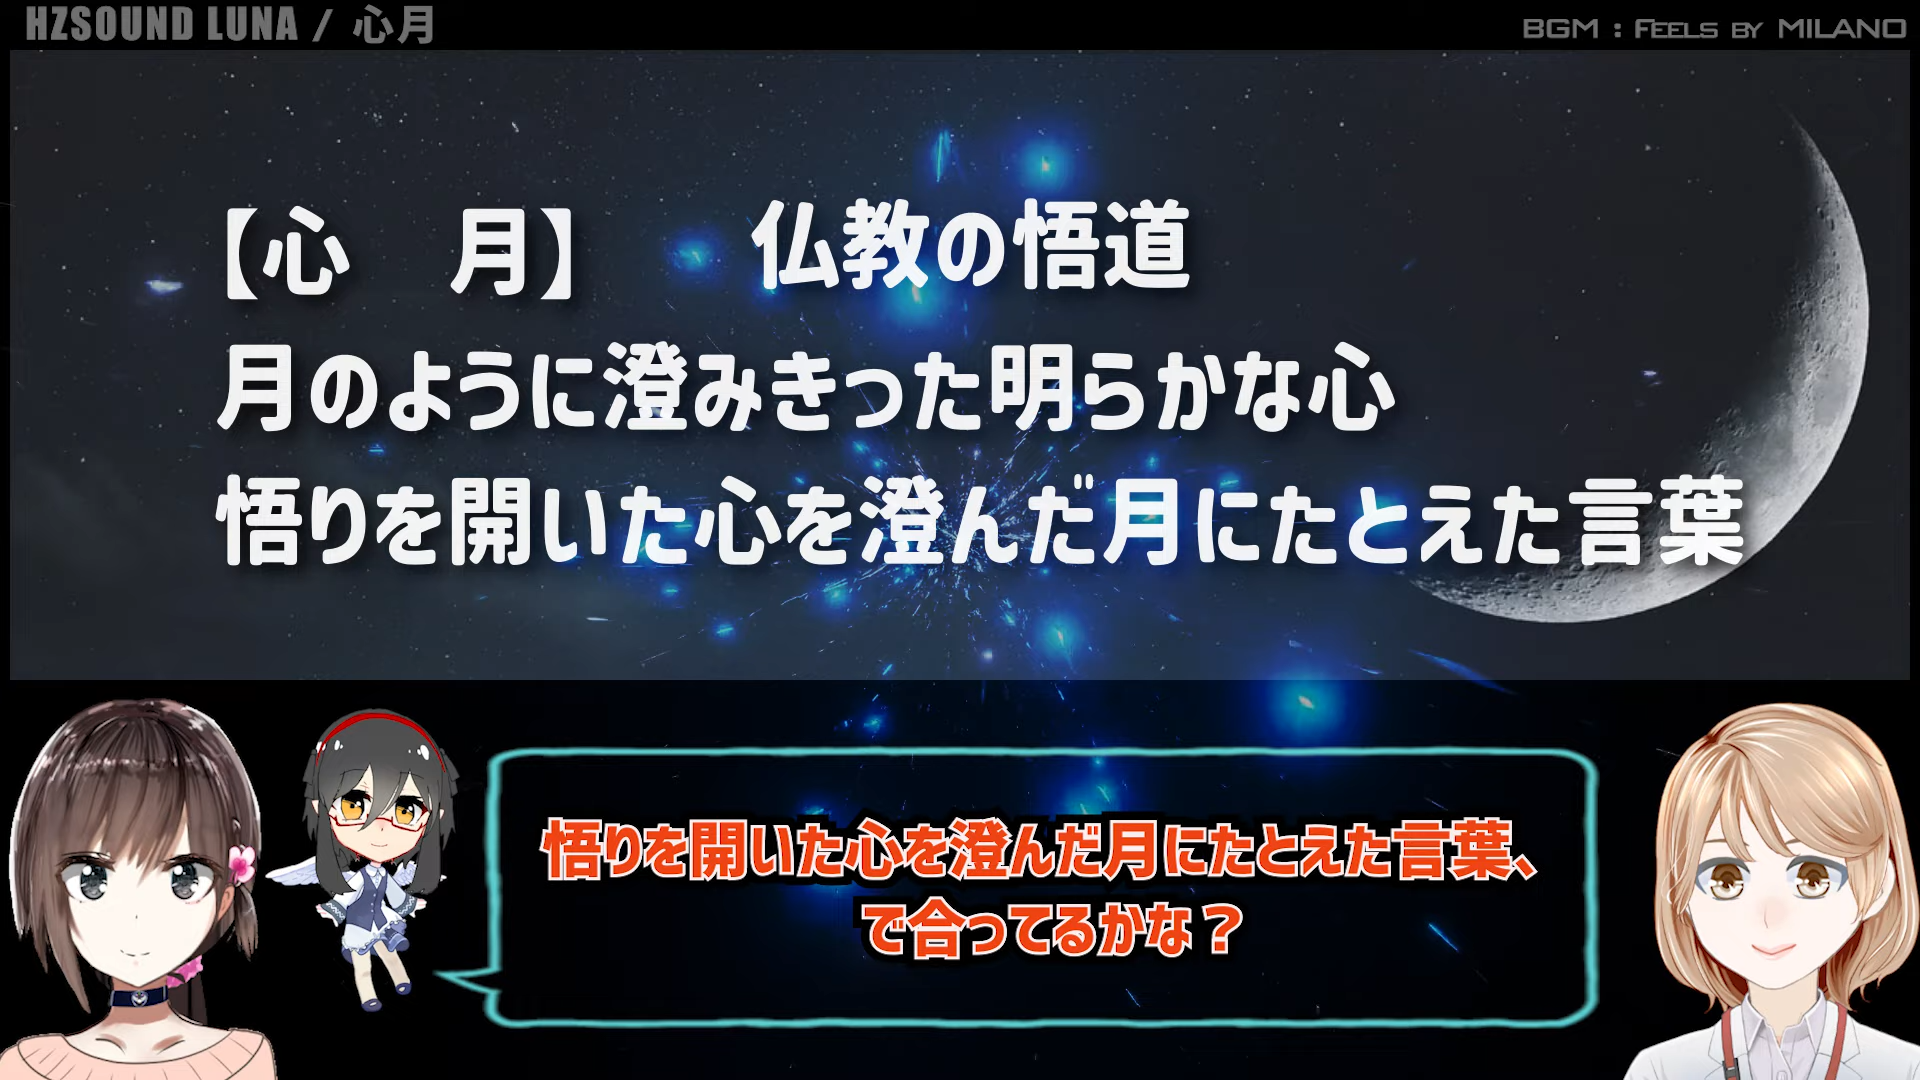 HZSOUND LUNA / 心月
BGM : FEELS BY MILANO
【心　月】　仏教の悟道
月のように澄みきった明らかな心
悟りを開いた心を澄んだ月にたとえた言葉
悟りを開いた心を澄んだ月にたとえた言葉、
で合ってるかな？